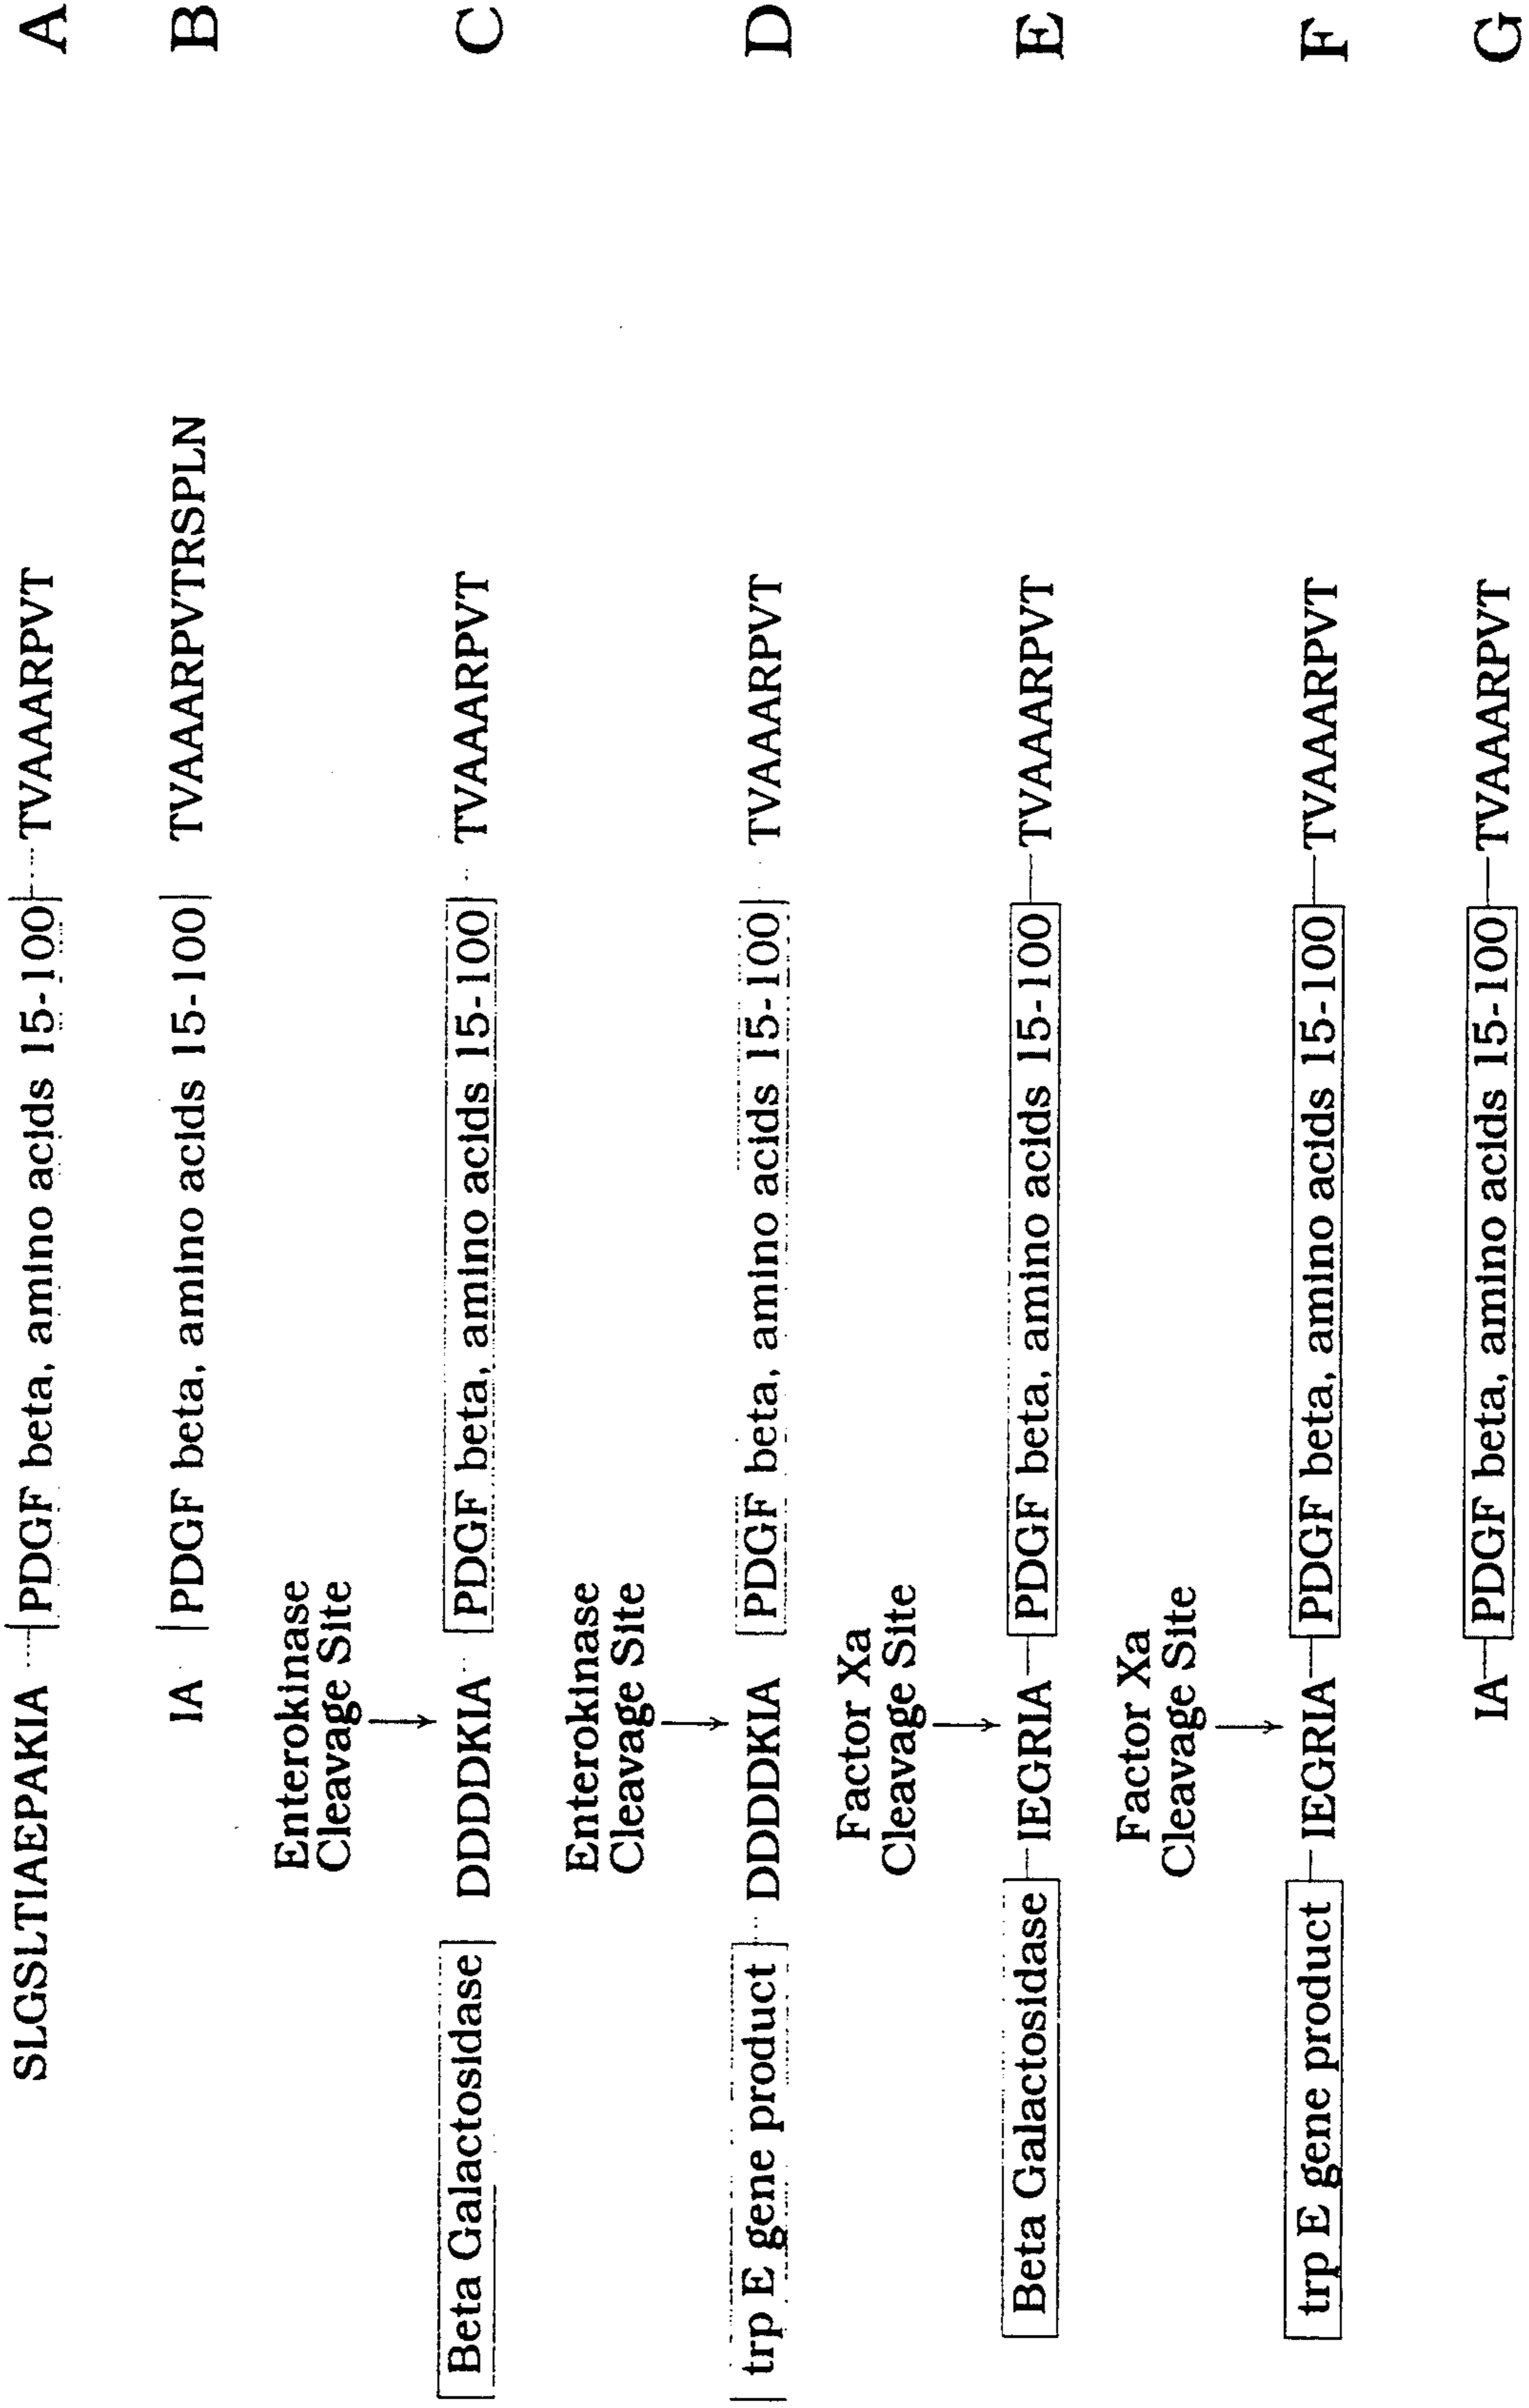 SLGSLTIAEPAKIA PDGF beta, amino acids 15-100 TVAAARPVT A
IA PDGF beta, amino acids 15-100 TVAAARPVTRSPLN B
Enterokinase
Cleavage Site
Beta Galactosidase DDDDKIA PDGF beta, amino acids 15-100 TVAAARPVT C
Enterokinase
Cleavage Site
trp E gene product DDDDKIA PDGF beta, amino acids 15-100 TVAAARPVT D
Factor Xa
Cleavage Site
Beta Galactosidase IEGRIA PDGF beta, amino acids 15-100 TVAAARPVT E
Factor Xa
Cleavage Site
trp E gene product IEGRIA PDGF beta, amino acids 15-100 TVAAARPVT F
IA PDGF beta, amino acids 15-100 TVAAARPVT G